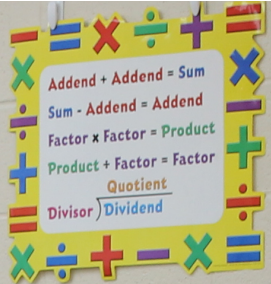 Addend + Addend = Sum
Sum - Addend = Addend
Factor x Factor = Product
Product ÷ Factor = Factor
Quotient
Divisor)Dividend